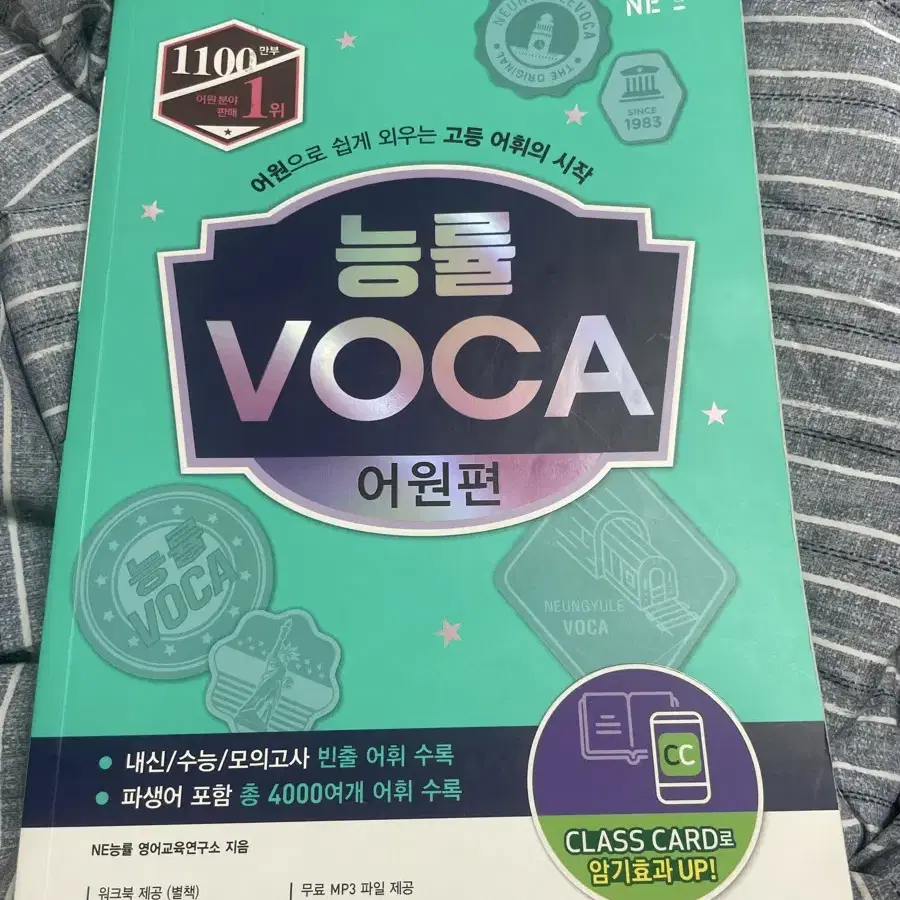 NE
1100만부
어원 분야
판매 1위
NEUNGYULE VOCA
THE ORIGINAL
SINCE
1983
어원으로 쉽게 외우는 고등 어휘의 시작
능률
VOCA
어원편
능률
VOCA
NEUNGYULE
VOCA
• 내신/수능/모의고사 빈출 어휘 수록
• 파생어 포함 총 4000여개 어휘 수록
CC
CLASS CARD로
암기효과 UP!
NE능률 영어교육연구소 지음
워크북 제공 (별책)
무료 MP3 파일 제공